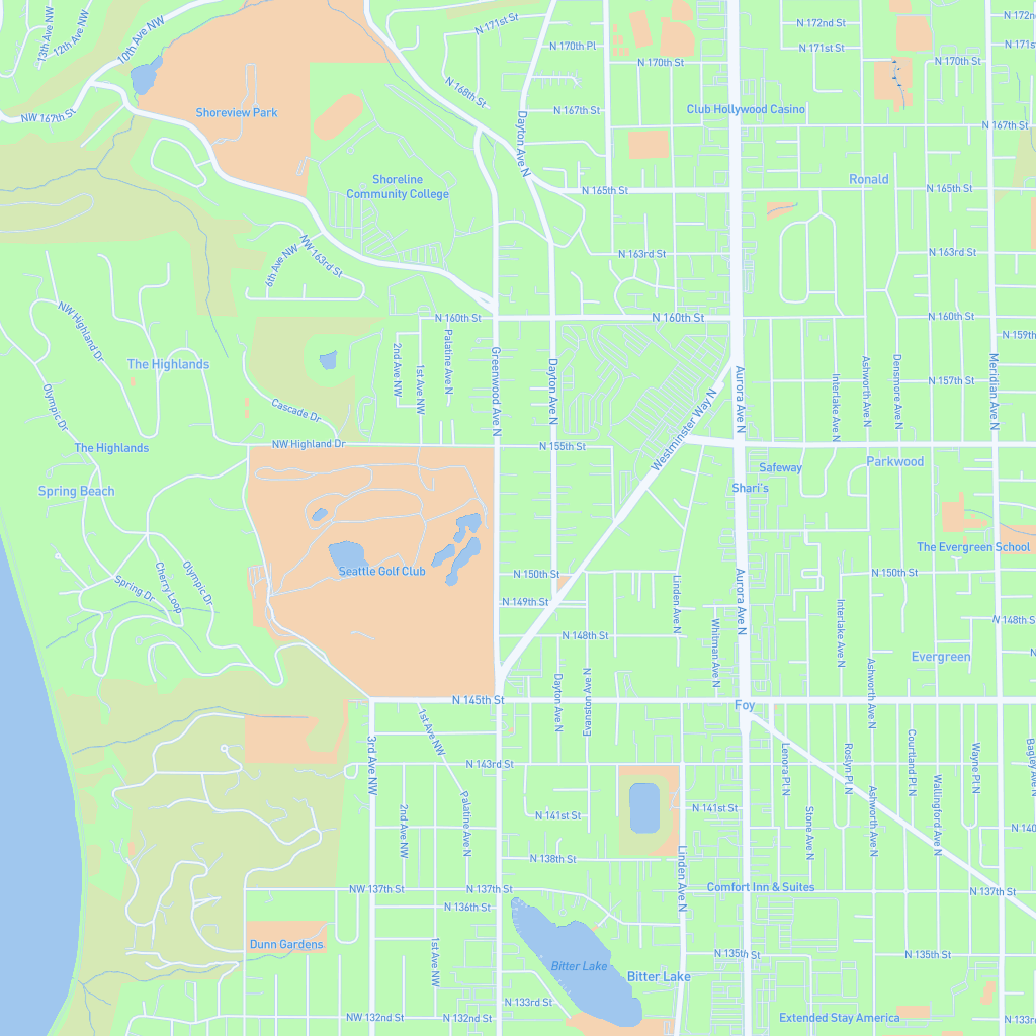 13th Ave NW
12th Ave NW
10th Ave NW
N 171st St
N 170th Pl
N 172nd St
N 171st St
N 172n
N 171s
N 170th St
N 170th St
N 168th St
NW 167th St
Shoreview Park
N 167th St
Dayton Ave N
Club Hollywood Casino
N 167th St
Shoreline
Community College
N 165th St
Ronald
N 165th St
NW 163rd St
6th Ave NW
N 163rd St
N 163rd St
N 160th St
N 160th St
N 160th St
N 159th
NW Highland Dr
The Highlands
2nd Ave NW
1st Ave NW
Palatine Ave N
Greenwood Ave N
Dayton Ave N
Westminster Way N
Aurora Ave N
Interlake Ave N
Ashworth Ave N
Densmore Ave N
Meridian Ave N
N 157th St
Olympic Dr
Cascade Dr
The Highlands
NW Highland Dr
N 155th St
Safeway
Parkwood
Spring Beach
Shari's
The Evergreen School
Seattle Golf Club
Spring Dr
Cherry Loop
Olympic Dr
N 150th St
N 150th St
N 149th St
Linden Ave N
Aurora Ave N
Whitman Ave N
Interlake Ave N
N 148th St
W 148th S
Evergreen
Dayton Ave N
Evanston Ave N
Ashworth Ave N
N 145th St
Foy
1st Ave NW
3rd Ave NW
N 143rd St
Lenora Pl N
Roslyn Pl N
Courtland Pl N
Wayne Pl N
Bagley Ave N
2nd Ave NW
Palatine Ave N
N 141st St
N 141st St
Stone Ave N
Ashworth Ave N
Wallingford Ave N
N 140
N 138th St
Linden Ave N
NW 137th St
N 137th St
Comfort Inn & Suites
N 137th St
N 136th St
Dunn Gardens
1st Ave NW
Bitter Lake
Bitter Lake
N 135th St
N 135th St
N 133rd St
NW 132nd St
N 132nd St
Extended Stay America
N 133rd